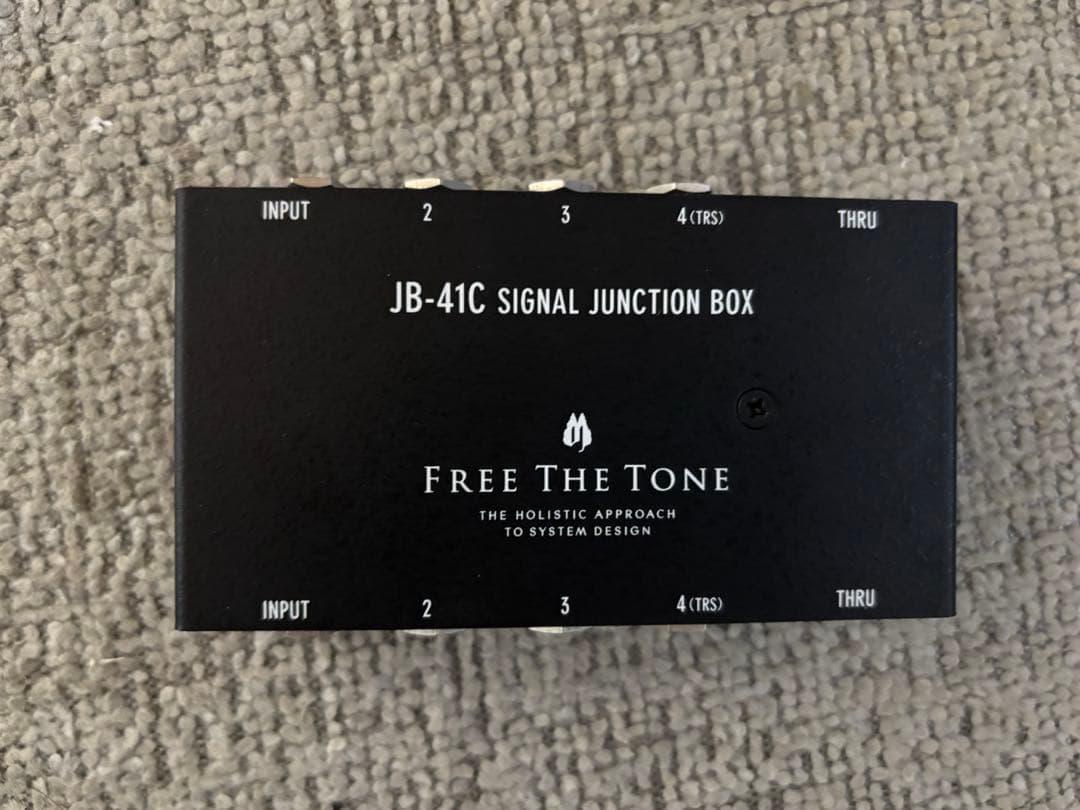 INPUT 2 3 4(TRS) THRU
JB-41C SIGNAL JUNCTION BOX
FREE THE TONE
THE HOLISTIC APPROACH
TO SYSTEM DESIGN
INPUT 2 3 4(TRS) THRU